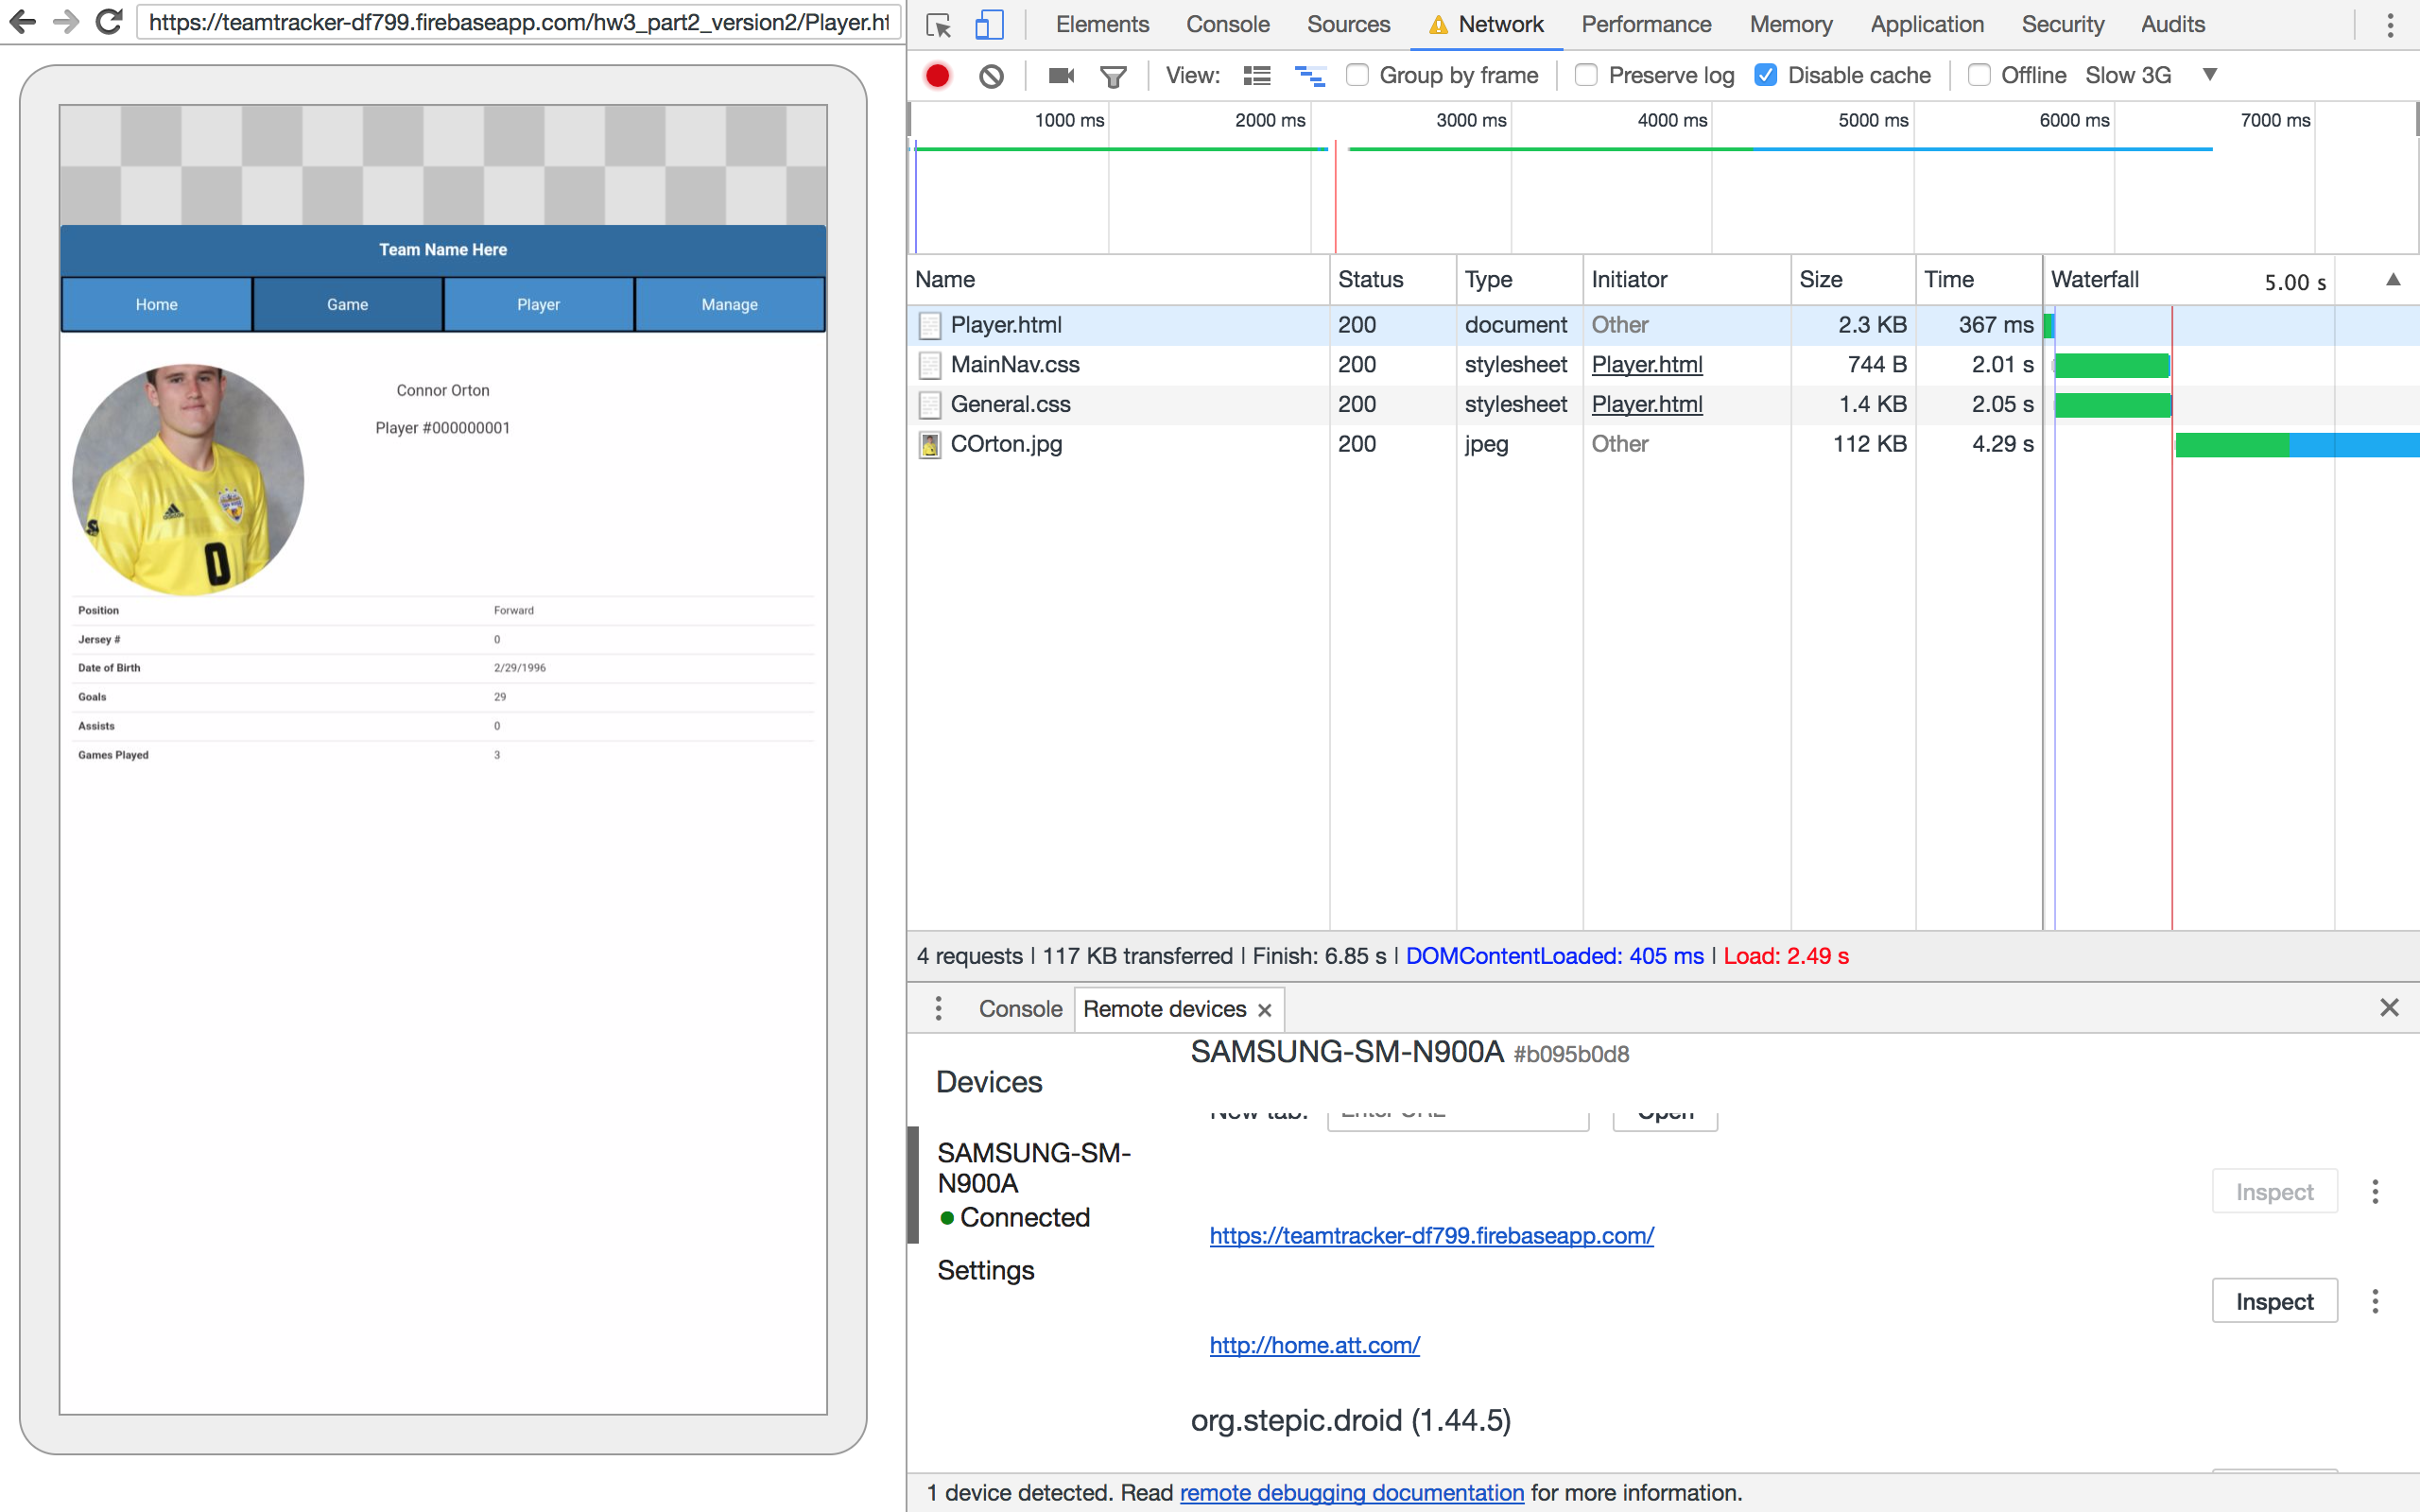 https://teamtracker-df799.firebaseapp.com/hw3_part2_version2/Player.ht
Team Name Here
Home Game Player Manage
Connor Orton
Player #000000001
0
Position Forward
Jersey # 0
Date of Birth 2/29/1996
Goals 29
Assists 0
Games Played 3
Elements Console Sources Network Performance Memory Application Security Audits
View: Group by frame Preserve log Disable cache Offline Slow 3G
1000 ms 2000 ms 3000 ms 4000 ms 5000 ms 6000 ms 7000 ms
Name Status Type Initiator Size Time Waterfall 5.00 s
Player.html 200 document Other 2.3 KB 367 ms
MainNav.css 200 stylesheet Player.html 744 B 2.01 s
General.css 200 stylesheet Player.html 1.4 KB 2.05 s
COrton.jpg 200 jpeg Other 112 KB 4.29 s
4 requests | 117 KB transferred | Finish: 6.85 s | DOMContentLoaded: 405 ms | Load: 2.49 s
Console Remote devices
Devices
SAMSUNG-SM-
N900A
Connected
Settings
SAMSUNG-SM-N900A #b095b0d8
New tab: Enter URL Open
Inspect
https://teamtracker-df799.firebaseapp.com/
Inspect
http://home.att.com/
org.stepic.droid (1.44.5)
1 device detected. Read remote debugging documentation for more information.